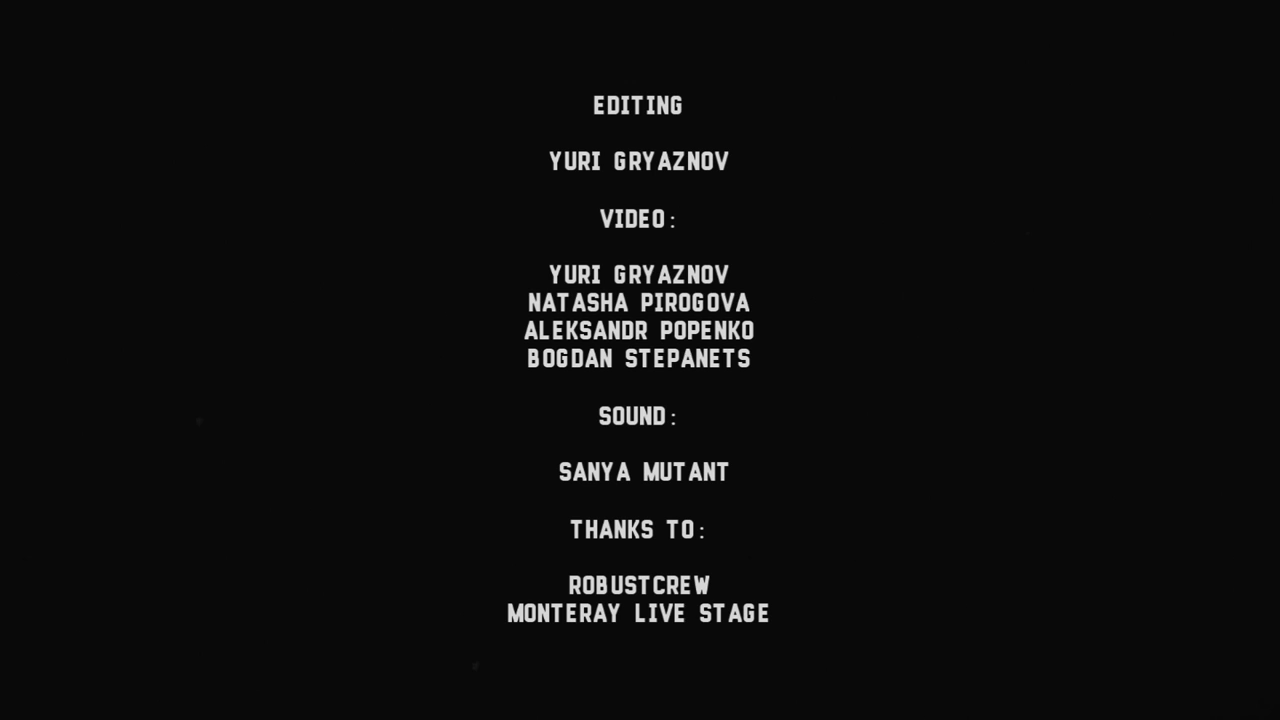 EDITING
YURI GRYAZNOV
VIDEO:
YURI GRYAZNOV
NATASHA PIROGOVA
ALEKSANDR POPENKO
BOGDAN STEPANETS
SOUND:
SANYA MUTANT
THANKS TO:
ROBUSTCREW
MONTERAY LIVE STAGE